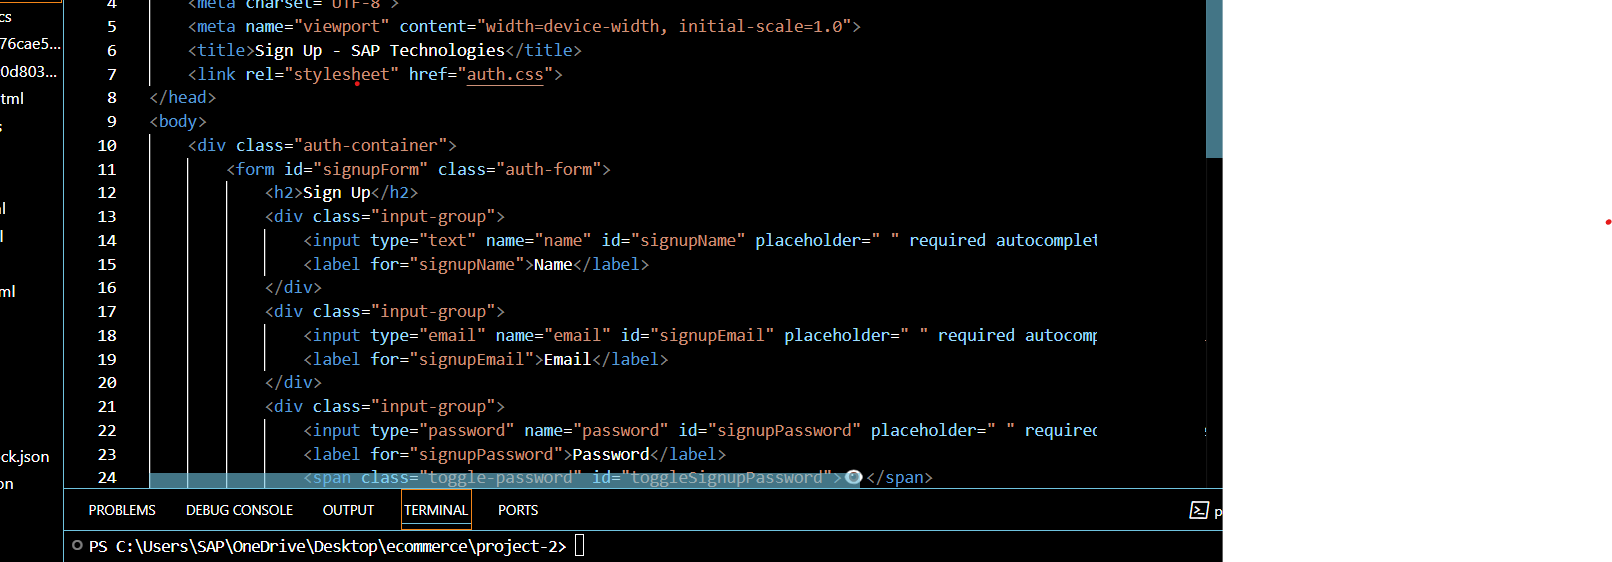 cs
76cae5...
0d803...
tml
s
ml
ck.json
on
4 <meta charset="UTF-8">
5 <meta name="viewport" content="width=device-width, initial-scale=1.0">
6 <title>Sign Up - SAP Technologies</title>
7 <link rel="stylesheet" href="auth.css">
8 </head>
9 <body>
10 <div class="auth-container">
11 <form id="signupForm" class="auth-form">
12 <h2>Sign Up</h2>
13 <div class="input-group">
14 <input type="text" name="name" id="signupName" placeholder=" " required autocomplet
15 <label for="signupName">Name</label>
16 </div>
17 <div class="input-group">
18 <input type="email" name="email" id="signupEmail" placeholder=" " required autocomp
19 <label for="signupEmail">Email</label>
20 </div>
21 <div class="input-group">
22 <input type="password" name="password" id="signupPassword" placeholder=" " required
23 <label for="signupPassword">Password</label>
24 <span class="toggle-password" id="toggleSignupPassword">👁</span>
PROBLEMS DEBUG CONSOLE OUTPUT TERMINAL PORTS p
PS C:\Users\SAP\OneDrive\Desktop\ecommerce\project-2>